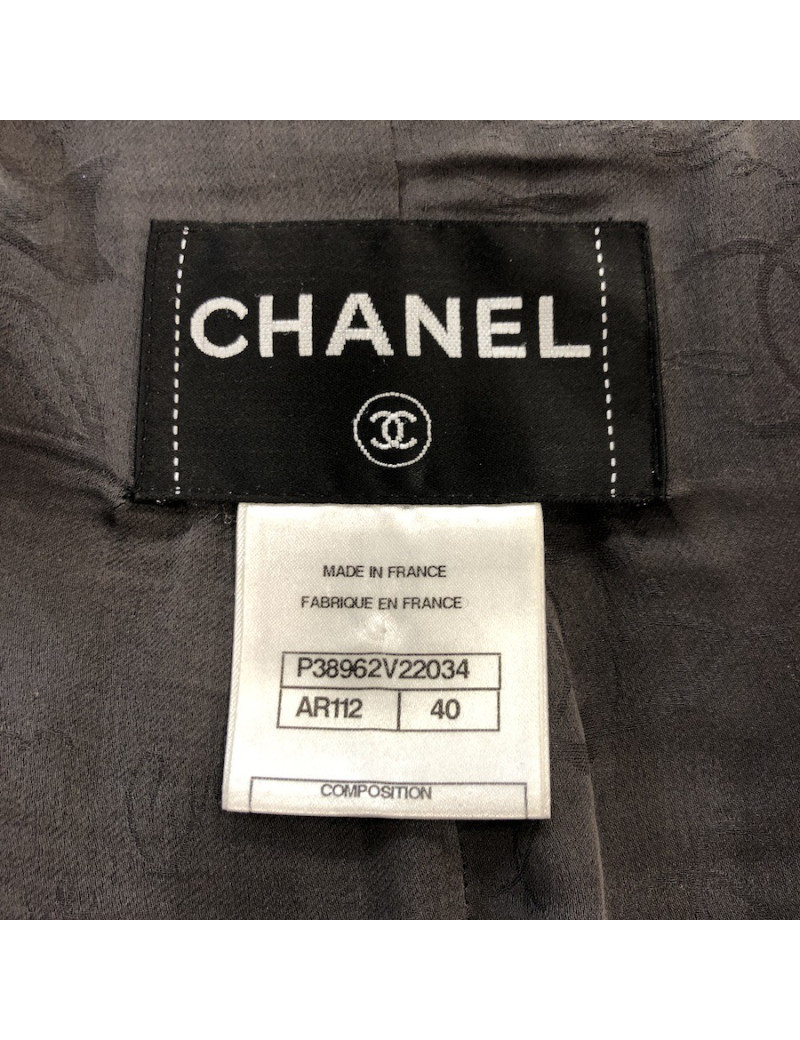 CHANEL
MADE IN FRANCE
FABRIQUE EN FRANCE
P38962V22034
AR112 40
COMPOSITION